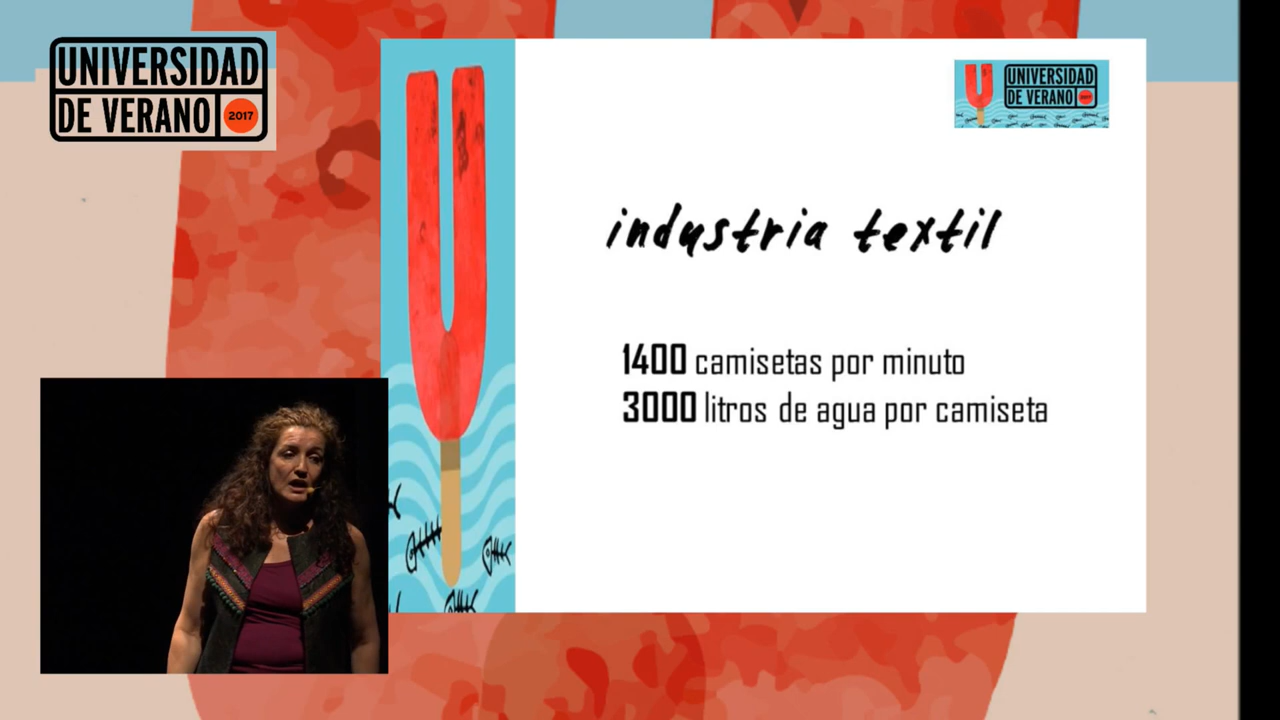 UNIVERSIDAD
DE VERANO 2017
UNIVERSIDAD
DE VERANO 2017
industria textil
1400 camisetas por minuto
3000 litros de agua por camiseta